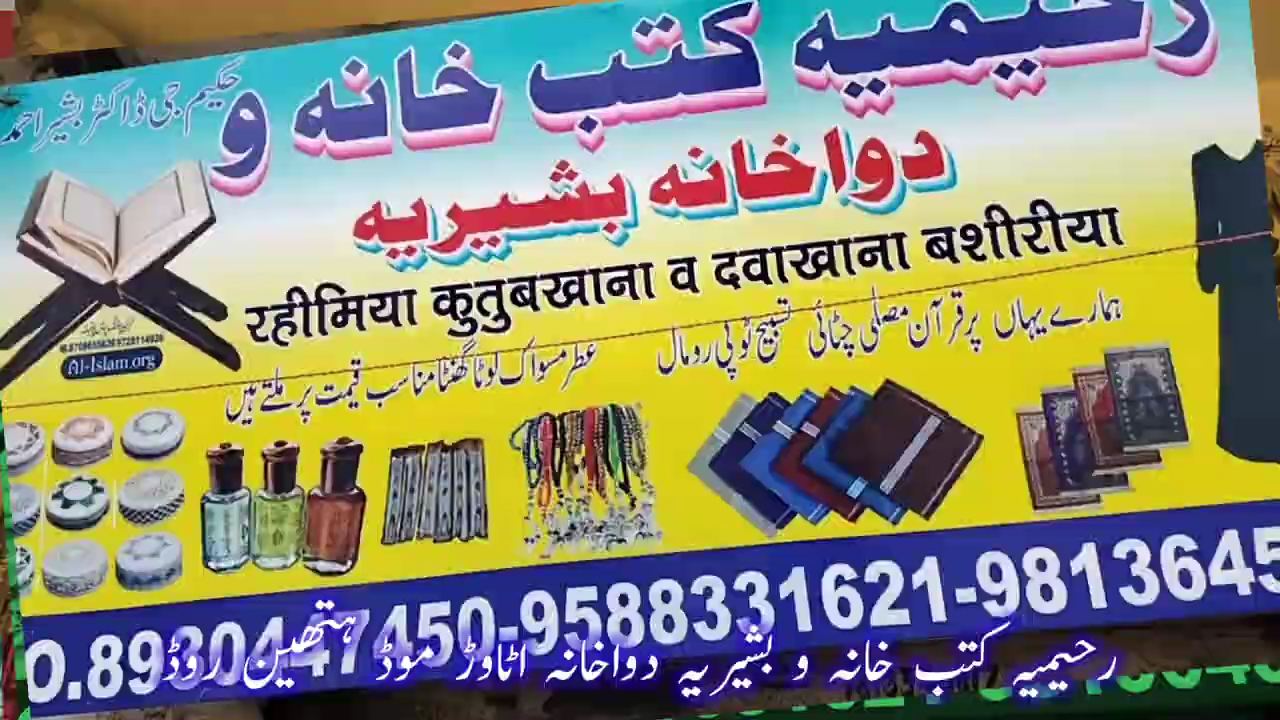 رحیمیہ کتب خانہ و
حکیم جی ڈاکٹر بشیر احمد
دواخانہ بشیریہ
रहीमिया कुतुबखाना व दवाखाना बशीरीया
ہمارے یہاں پر قرآن مصلی چٹائی تسبیح ٹوپی رومال
عطر مسواک لوٹا گھنٹا مناسب قیمت پر ملتے ہیں
Al-Islam.org
O.8930447450-9588331621-9813645
رحیمیہ کتب خانہ و بشیریہ دواخانہ اٹاوڑ موڈ ہتھین روڈ